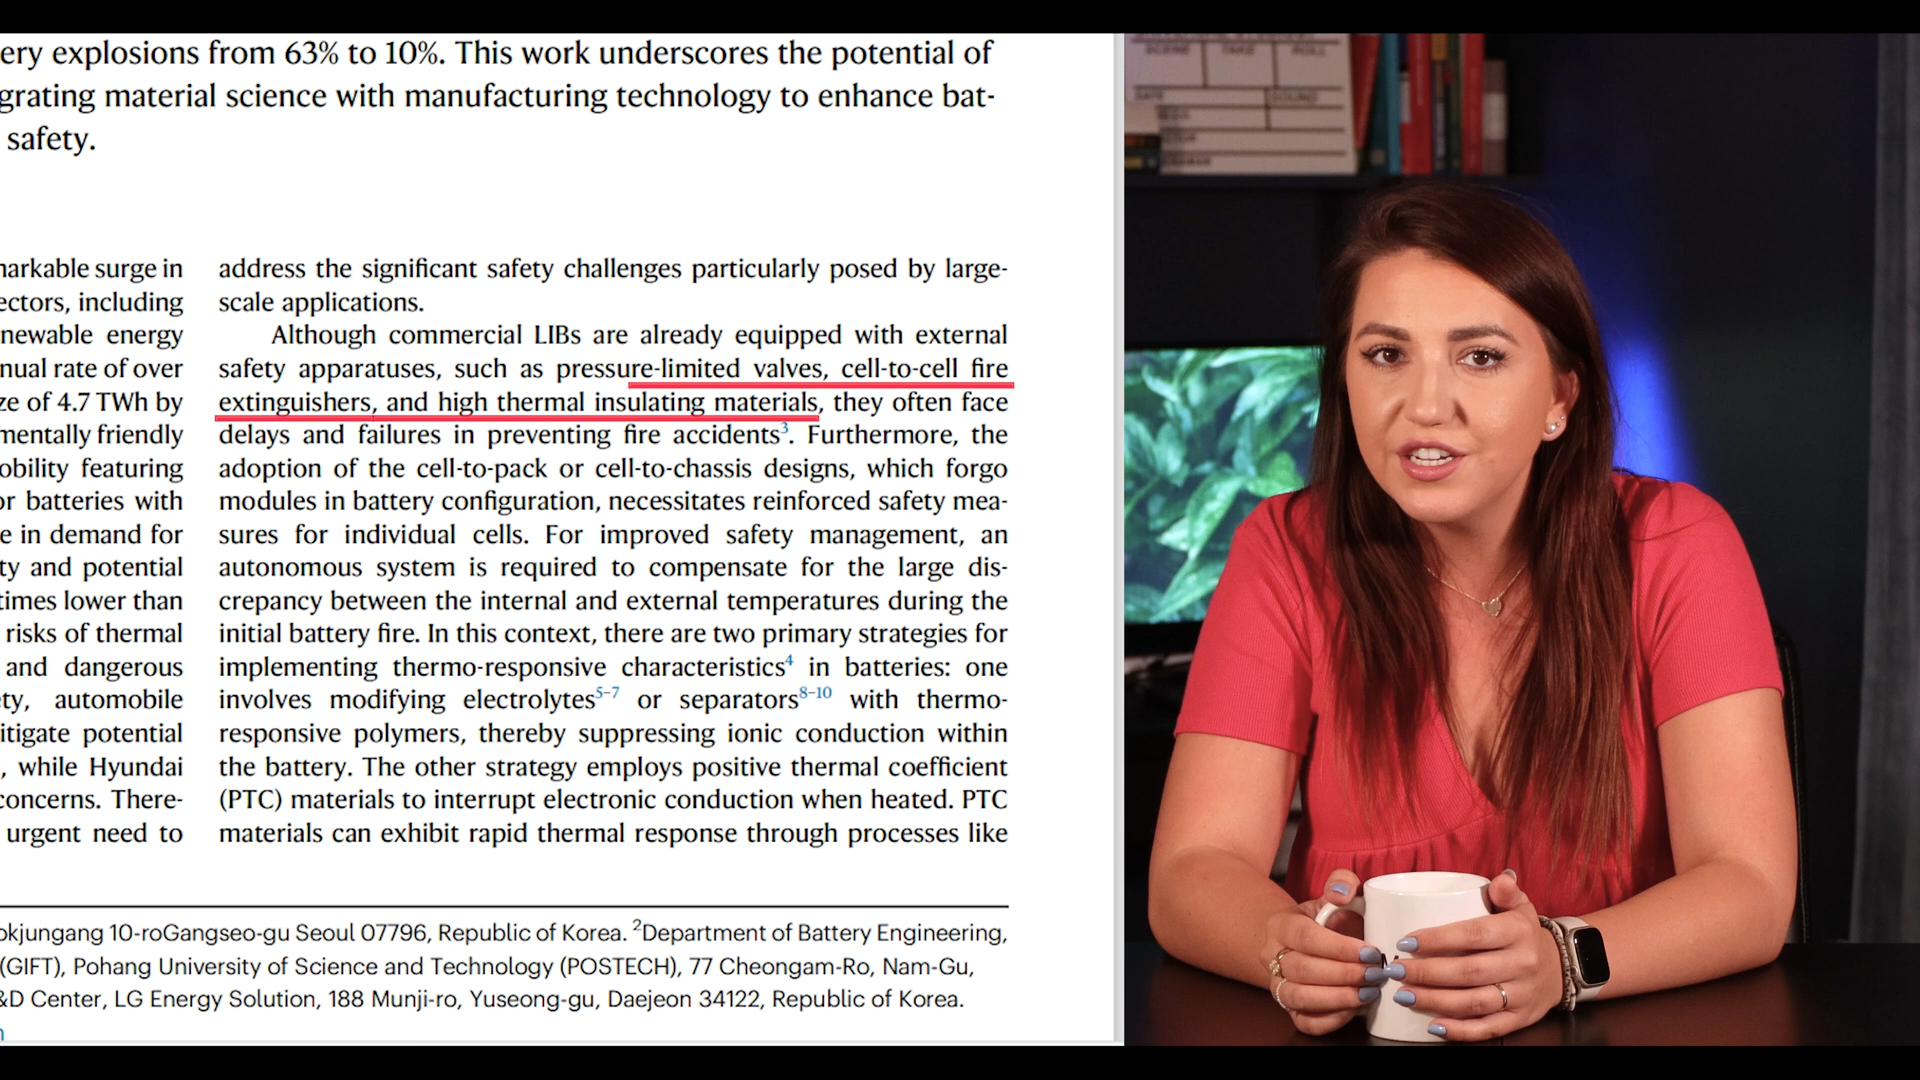 ery explosions from 63% to 10%. This work underscores the potential of
grating material science with manufacturing technology to enhance bat-
safety.
markable surge in
ectors, including
newable energy
nual rate of over
ze of 4.7 TWh by
mentally friendly
obility featuring
or batteries with
e in demand for
ty and potential
times lower than
risks of thermal
and dangerous
ety, automobile
itigate potential
, while Hyundai
concerns. There-
urgent need to
address the significant safety challenges particularly posed by large-
scale applications.
Although commercial LIBs are already equipped with external
safety apparatuses, such as pressure-limited valves, cell-to-cell fire
extinguishers, and high thermal insulating materials, they often face
delays and failures in preventing fire accidents3. Furthermore, the
adoption of the cell-to-pack or cell-to-chassis designs, which forgo
modules in battery configuration, necessitates reinforced safety mea-
sures for individual cells. For improved safety management, an
autonomous system is required to compensate for the large dis-
crepancy between the internal and external temperatures during the
initial battery fire. In this context, there are two primary strategies for
implementing thermo-responsive characteristics4 in batteries: one
involves modifying electrolytes5–7 or separators8–10 with thermo-
responsive polymers, thereby suppressing ionic conduction within
the battery. The other strategy employs positive thermal coefficient
(PTC) materials to interrupt electronic conduction when heated. PTC
materials can exhibit rapid thermal response through processes like
okjungang 10-roGangseo-gu Seoul 07796, Republic of Korea. 2Department of Battery Engineering,
(GIFT), Pohang University of Science and Technology (POSTECH), 77 Cheongam-Ro, Nam-Gu,
&D Center, LG Energy Solution, 188 Munji-ro, Yuseong-gu, Daejeon 34122, Republic of Korea.
SCENE TAKE ROLL
DATE SOUND